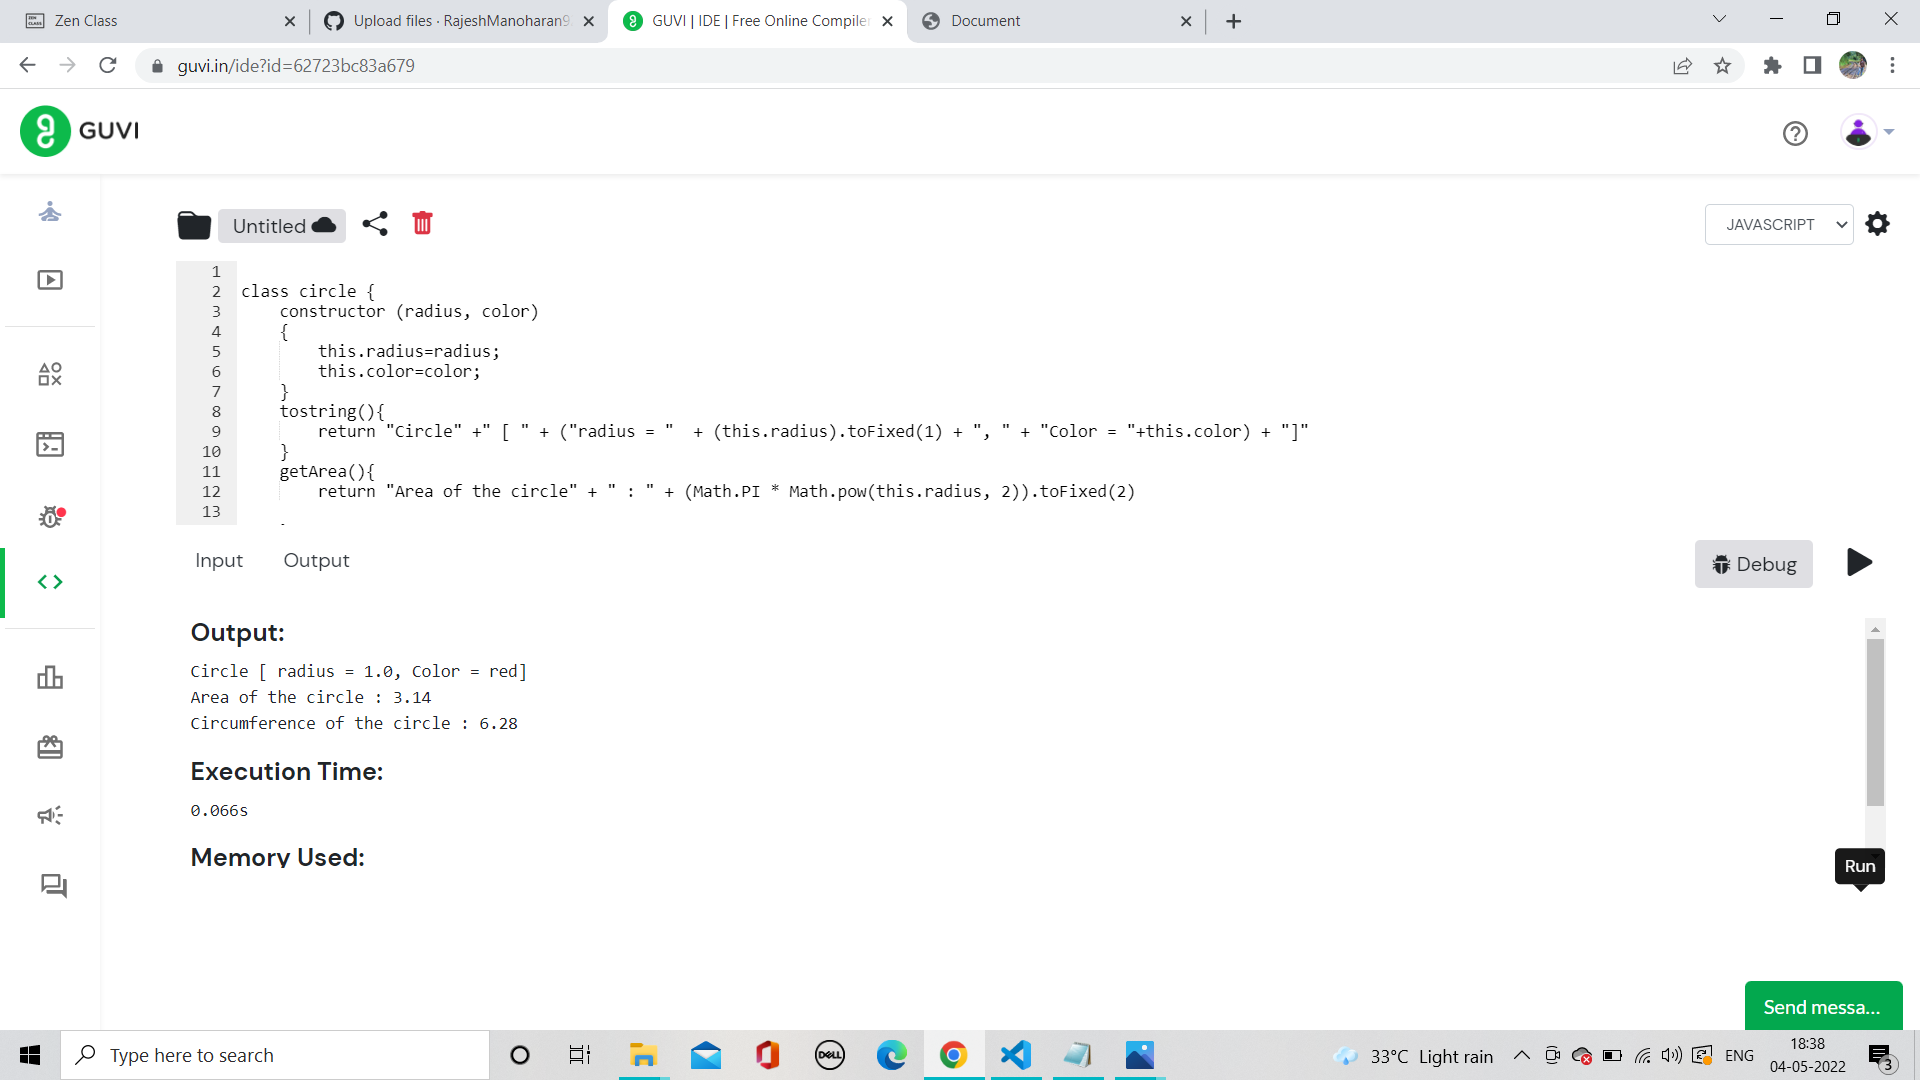 Zen Class
Upload files · RajeshManoharan9
GUVI | IDE | Free Online Compiler
Document
guvi.in/ide?id=62723bc83a679
GUVI
Untitled
JAVASCRIPT
1
2 class circle {
3 constructor (radius, color)
4 {
5 this.radius=radius;
6 this.color=color;
7 }
8 tostring(){
9 return "Circle" +" [ " + ("radius = "  + (this.radius).toFixed(1) + ", " + "Color = "+this.color) + "]"
10 }
11 getArea(){
12 return "Area of the circle" + " : " + (Math.PI * Math.pow(this.radius, 2)).toFixed(2)
13
Input Output
Debug
Output:
Circle [ radius = 1.0, Color = red]
Area of the circle : 3.14
Circumference of the circle : 6.28
Execution Time:
0.066s
Memory Used:
Run
Send messa...
Type here to search
DELL
33°C Light rain
ENG
18:38
04-05-2022
3